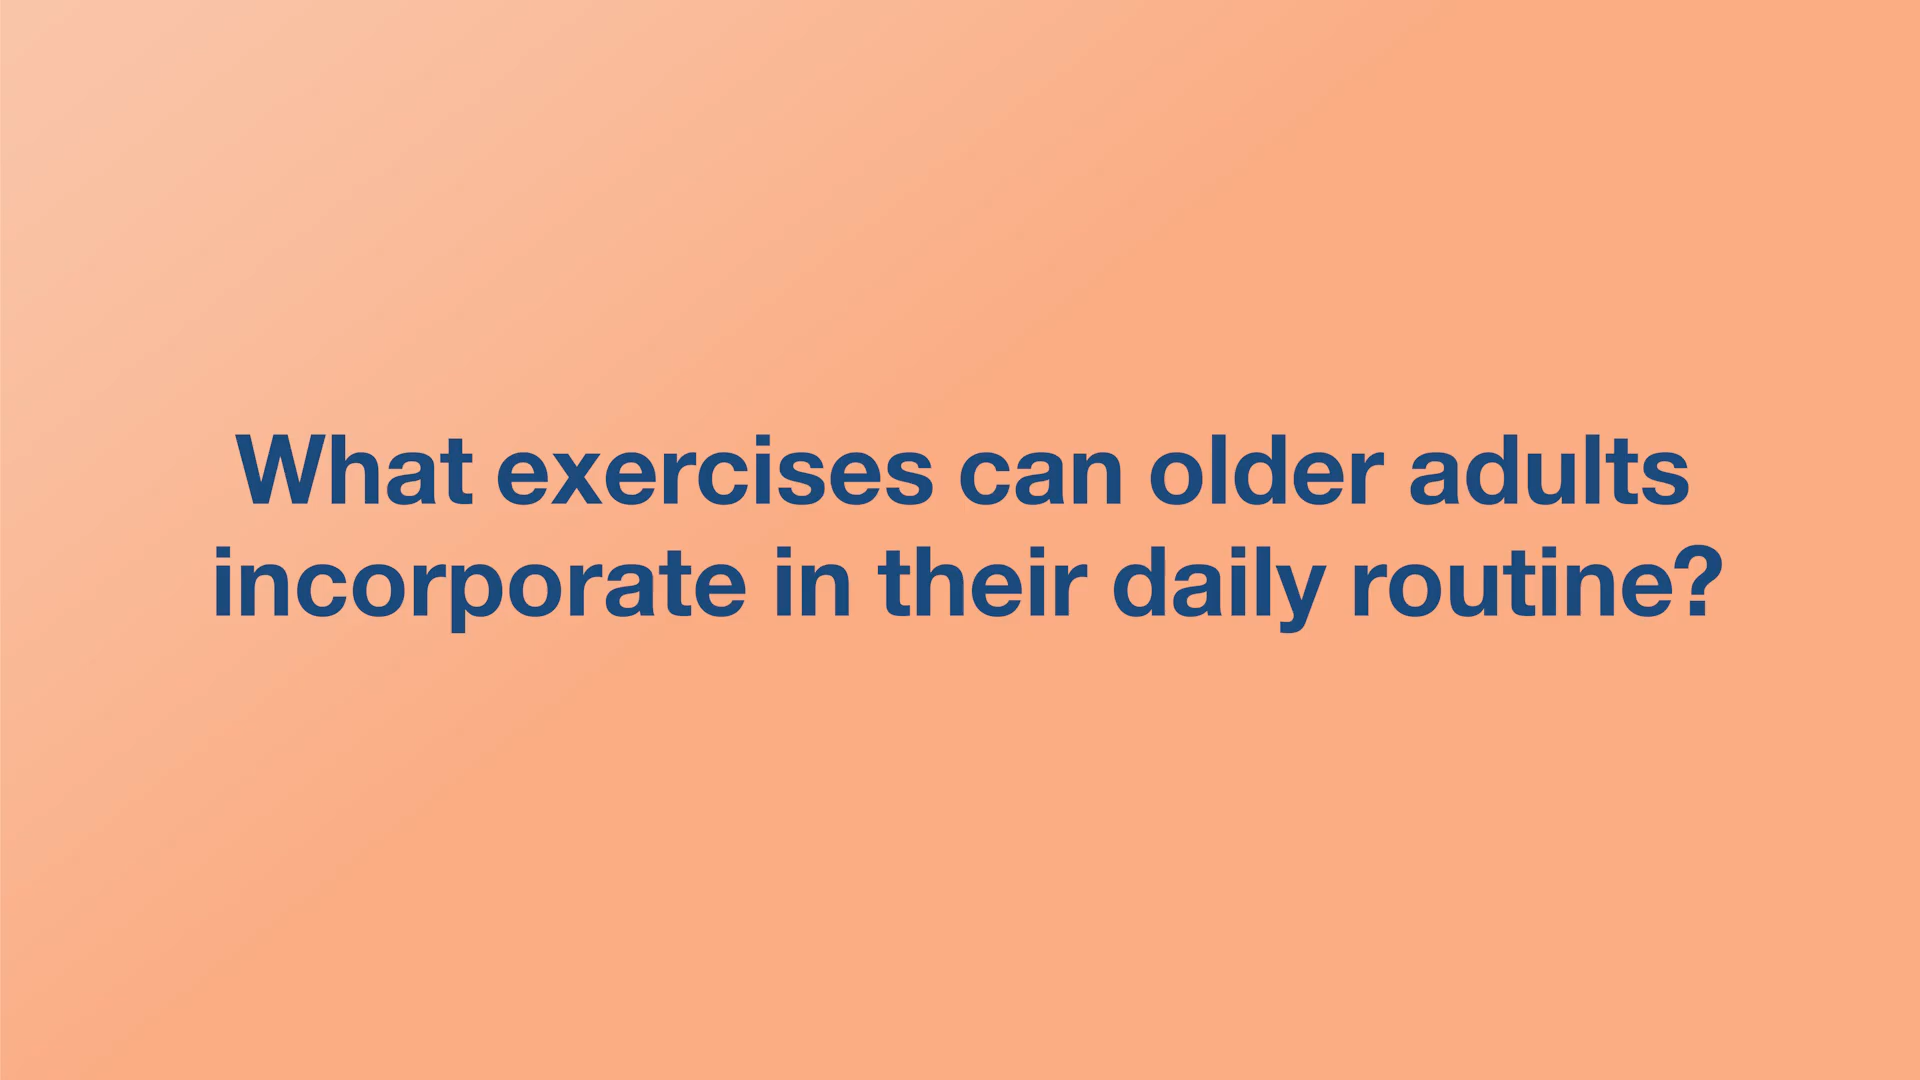 What exercises can older adults
incorporate in their daily routine?